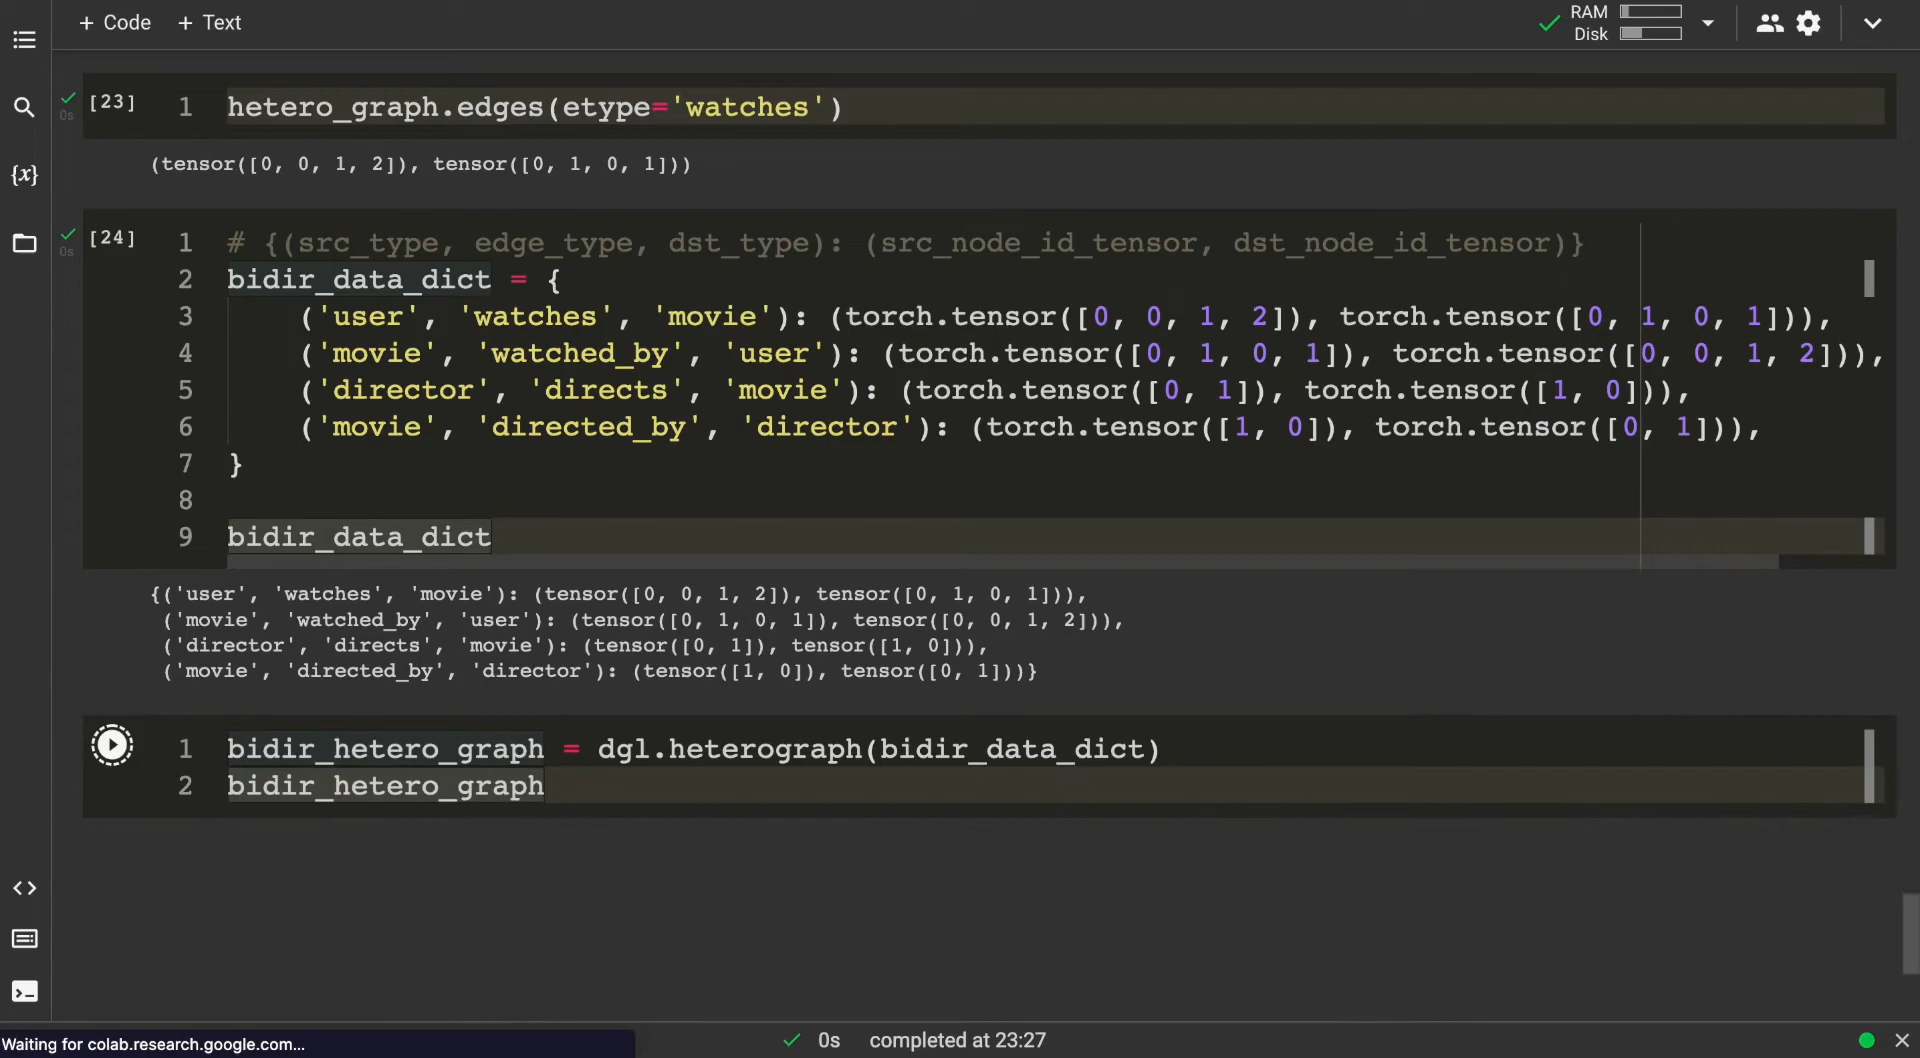 + Code + Text
RAM
Disk
[23] 1 hetero_graph.edges(etype='watches')
0s
(tensor([0, 0, 1, 2]), tensor([0, 1, 0, 1]))
{x}
[24] 1 # {(src_type, edge_type, dst_type): (src_node_id_tensor, dst_node_id_tensor)}
0s
2 bidir_data_dict = {
3 ('user', 'watches', 'movie'): (torch.tensor([0, 0, 1, 2]), torch.tensor([0, 1, 0, 1])),
4 ('movie', 'watched_by', 'user'): (torch.tensor([0, 1, 0, 1]), torch.tensor([0, 0, 1, 2])),
5 ('director', 'directs', 'movie'): (torch.tensor([0, 1]), torch.tensor([1, 0])),
6 ('movie', 'directed_by', 'director'): (torch.tensor([1, 0]), torch.tensor([0, 1])),
7 }
8
9 bidir_data_dict
{('user', 'watches', 'movie'): (tensor([0, 0, 1, 2]), tensor([0, 1, 0, 1])),
('movie', 'watched_by', 'user'): (tensor([0, 1, 0, 1]), tensor([0, 0, 1, 2])),
('director', 'directs', 'movie'): (tensor([0, 1]), tensor([1, 0])),
('movie', 'directed_by', 'director'): (tensor([1, 0]), tensor([0, 1]))}
1 bidir_hetero_graph = dgl.heterograph(bidir_data_dict)
2 bidir_hetero_graph
Waiting for colab.research.google.com...
0s completed at 23:27